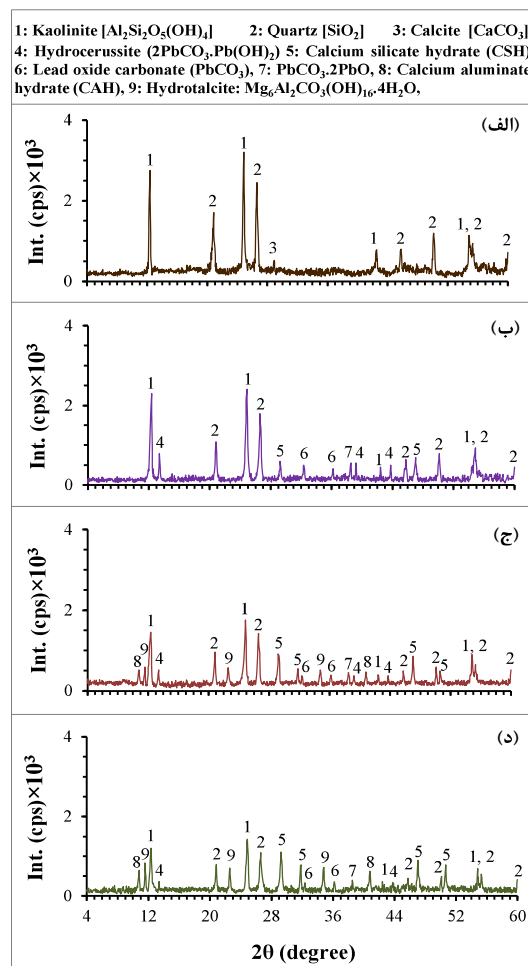 1: Kaolinite [Al₂Si₂O₅(OH)₄] 2: Quartz [SiO₂] 3: Calcite [CaCO₃]
4: Hydrocerussite (2PbCO₃.Pb(OH)₂) 5: Calcium silicate hydrate (CSH)
6: Lead oxide carbonate (PbCO₃), 7: PbCO₃.2PbO, 8: Calcium aluminate
hydrate (CAH), 9: Hydrotalcite: Mg₆Al₂CO₃(OH)₁₆.4H₂O,
(الف)
Int. (cps)×10³
4
2
0
1 2 1 2 3 1 2 2 1, 2 2
(ب)
Int. (cps)×10³
4
2
0
1 4 2 1 2 5 6 6 7 4 1 4 2 5 2 1, 2 2
(ج)
Int. (cps)×10³
4
2
0
8 9 1 4 2 9 1 2 5 5 6 9 6 7 4 8 1 4 2 5 2 5 1, 2 2
(د)
Int. (cps)×10³
4
2
0
8 9 1 4 2 9 1 2 5 5 6 9 6 7 8 1 4 2 5 2 5 1, 2 2
4 12 20 28 36 44 52 60
2θ (degree)